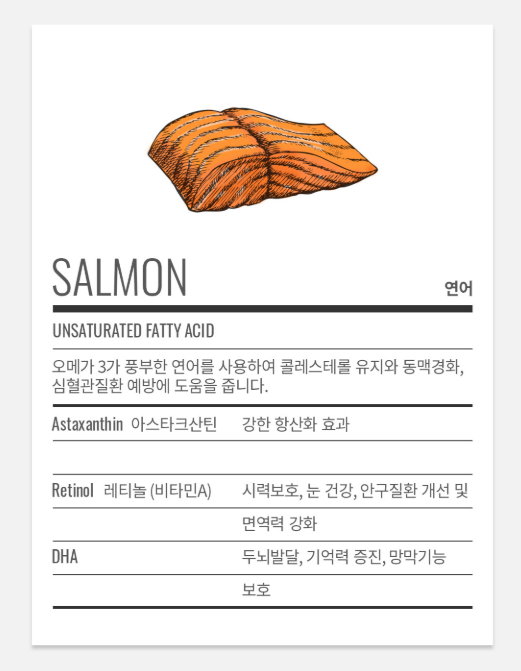 SALMON 연어
UNSATURATED FATTY ACID
오메가 3가 풍부한 연어를 사용하여 콜레스테롤 유지와 동맥경화,
심혈관질환 예방에 도움을 줍니다.
Astaxanthin 아스타크산틴 강한 항산화 효과
Retinol 레티놀 (비타민A) 시력보호, 눈 건강, 안구질환 개선 및
면역력 강화
DHA 두뇌발달, 기억력 증진, 망막기능
보호